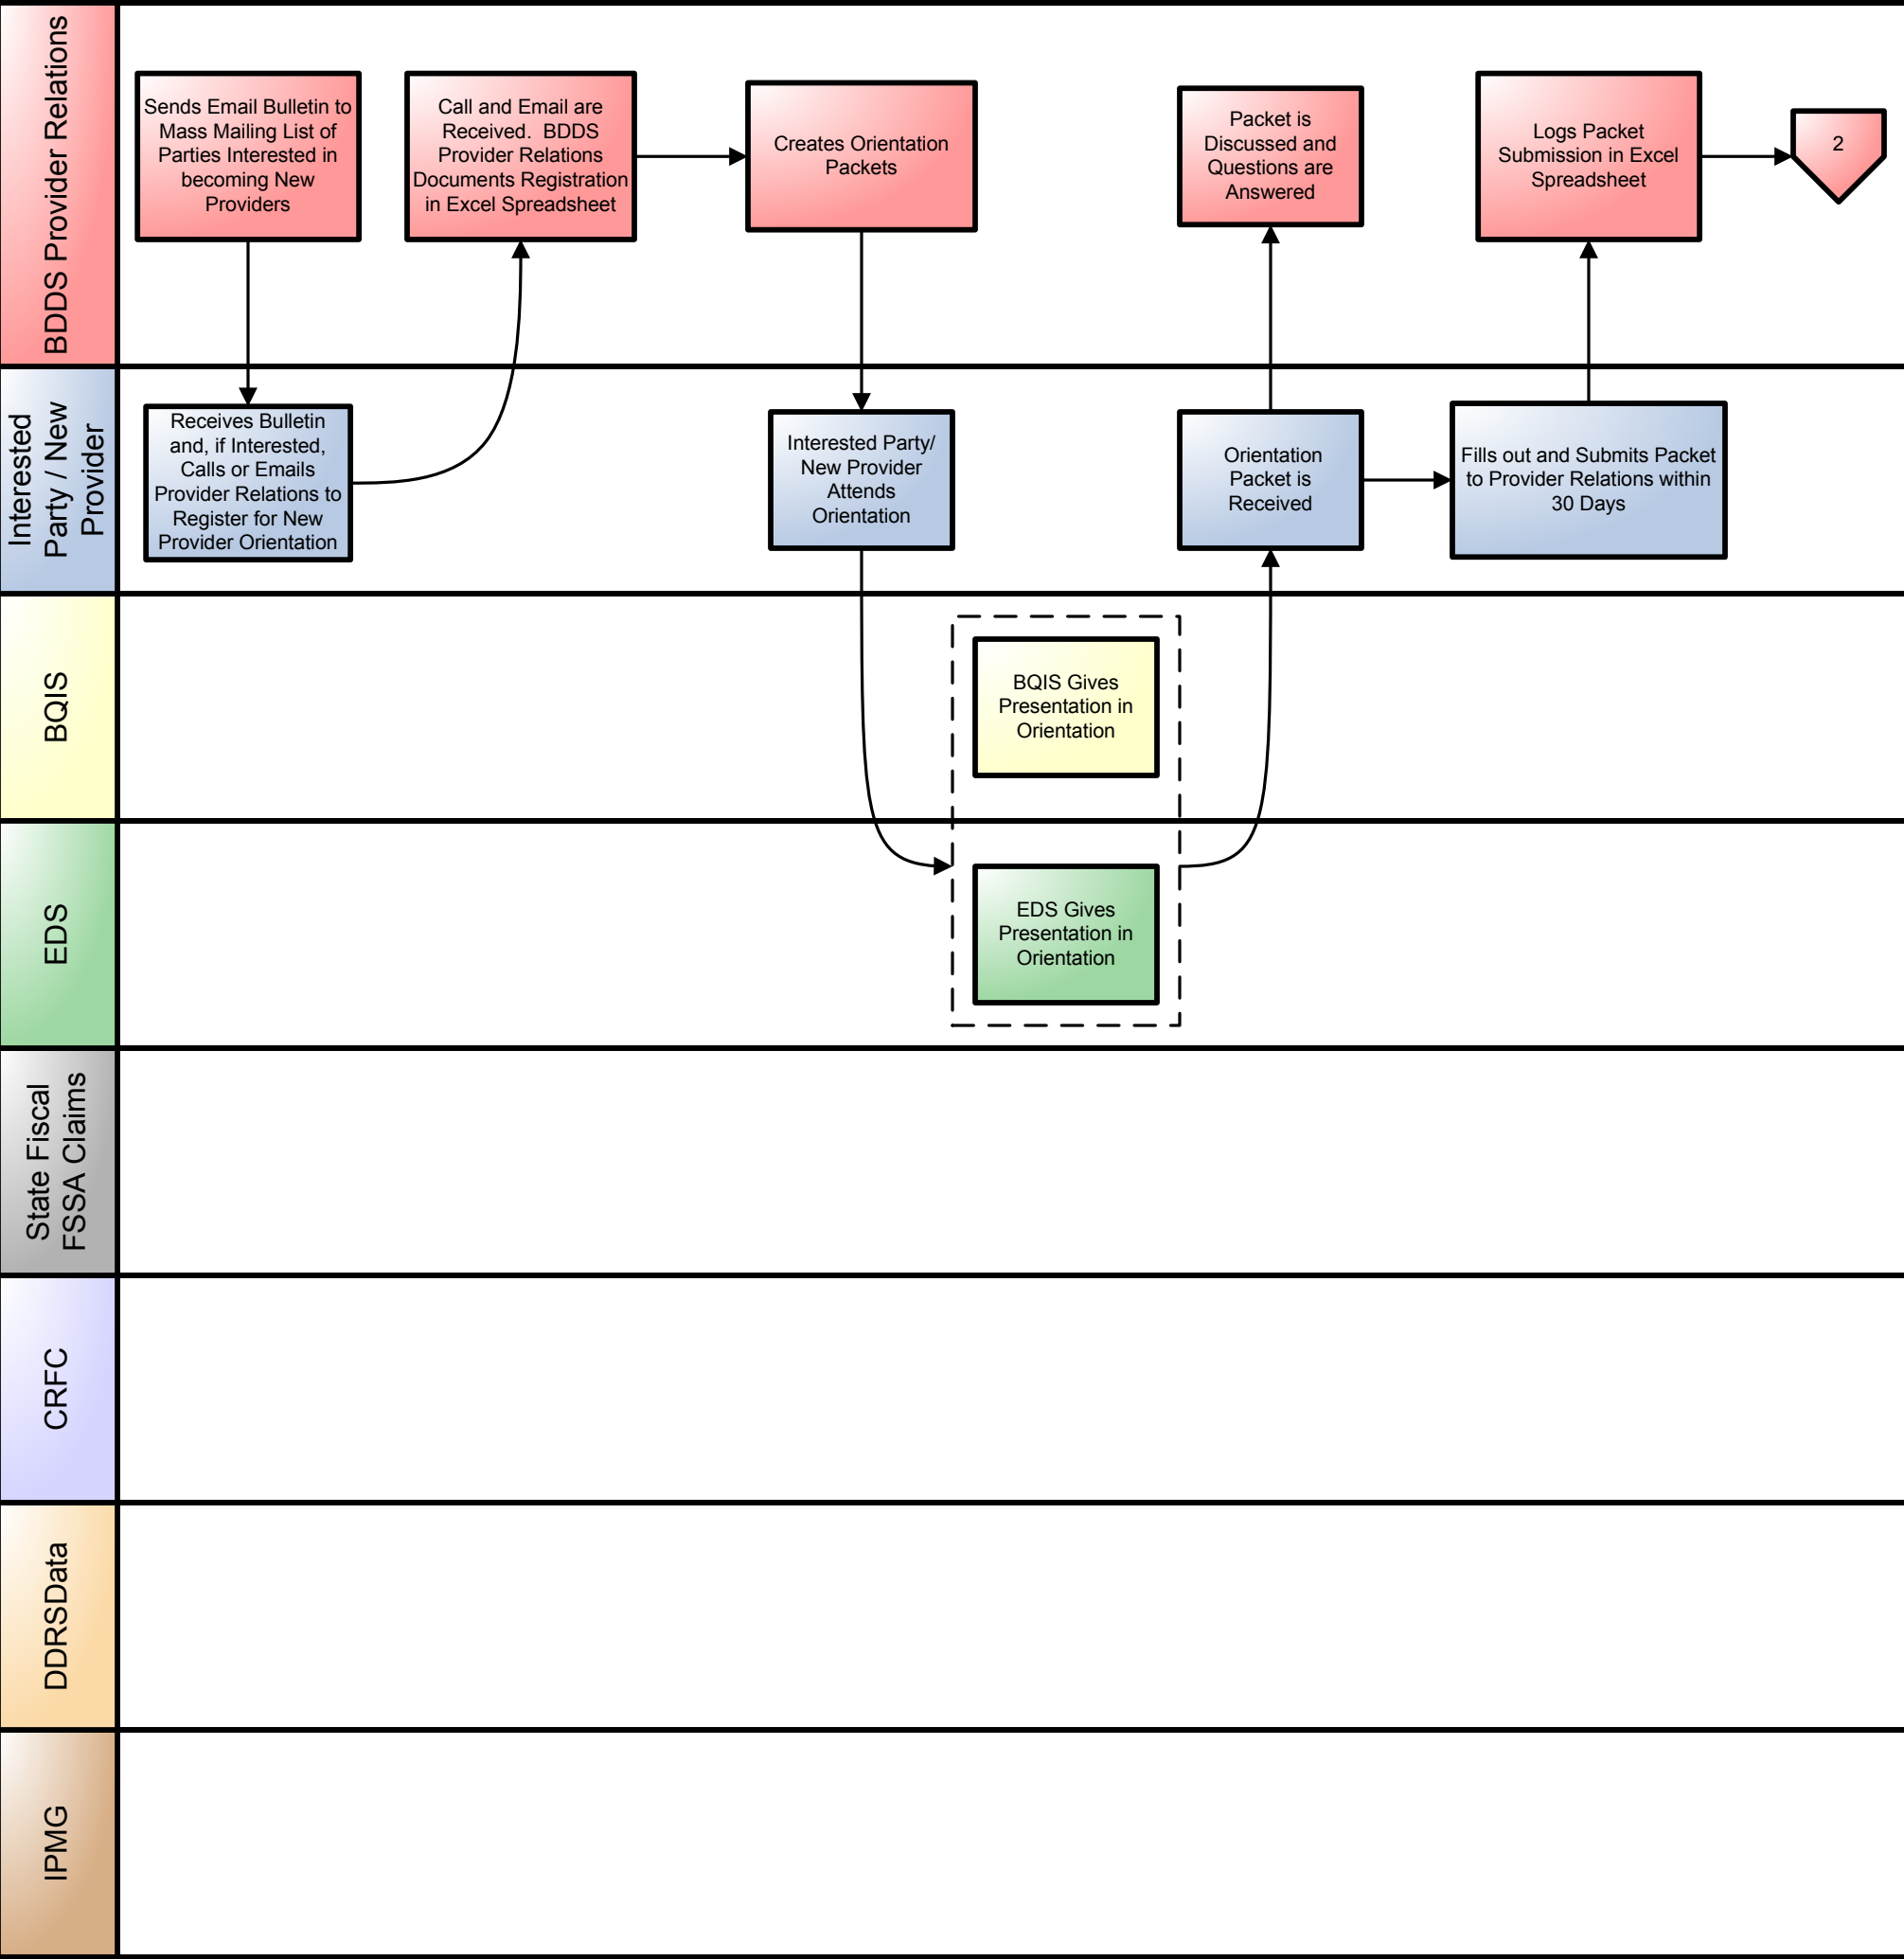 BDDS Provider Relations
Sends Email Bulletin to
Mass Mailing List of
Parties Interested in
becoming New
Providers
Call and Email are
Received.  BDDS
Provider Relations
Documents Registration
in Excel Spreadsheet
Creates Orientation
Packets
Packet is
Discussed and
Questions are
Answered
Logs Packet
Submission in Excel
Spreadsheet
2
Interested
Party / New
Provider
Receives Bulletin
and, if Interested,
Calls or Emails
Provider Relations to
Register for New
Provider Orientation
Interested Party/
New Provider
Attends
Orientation
Orientation
Packet is
Received
Fills out and Submits Packet
to Provider Relations within
30 Days
BQIS
BQIS Gives
Presentation in
Orientation
EDS
EDS Gives
Presentation in
Orientation
State Fiscal
FSSA Claims
CRFC
DDRSData
IPMG